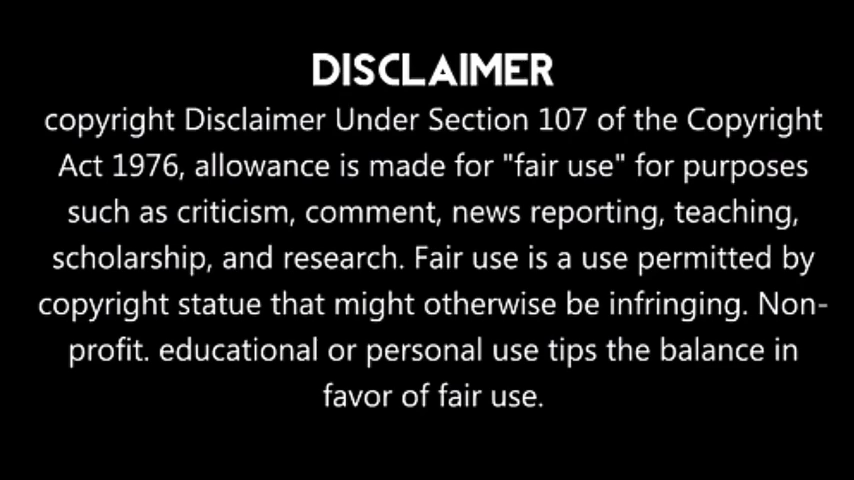 DISCLAIMER
copyright Disclaimer Under Section 107 of the Copyright
Act 1976, allowance is made for "fair use" for purposes
such as criticism, comment, news reporting, teaching,
scholarship, and research. Fair use is a use permitted by
copyright statue that might otherwise be infringing. Non-
profit. educational or personal use tips the balance in
favor of fair use.